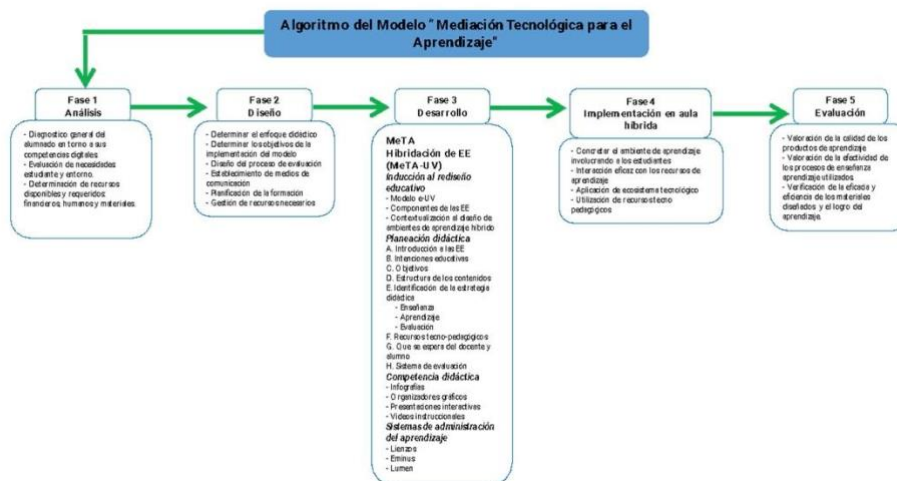 Algoritmo del Modelo " Mediación Tecnológica para el
Aprendizaje"
Fase 1
Análisis
- Diagnostico general del
alumnado en torno a sus
competencias digitales.
- Evaluación de necesidades
estudiante y entorno.
- Determinación de recursos
disponibles y requeridos:
financieros, humanos y materiales.
Fase 2
Diseño
- Determinar el enfoque didáctico
- Determinar los objetivos de la
implementación del modelo
- Diseño del proceso de evaluación
- Establecimiento de medios de
comunicación
- Planificación de la formación
- Gestión de recursos necesarios
Fase 3
Desarrollo
MeTA
Hibridación de EE
(MeTA-UV)
Inducción al rediseño
educativo
- Modelo e-UV
- Componentes de las EE
- Contextualización al diseño de
ambientes de aprendizaje híbrido
Planeación didáctica
A. Introducción a las EE
B. Intenciones educativas
C. Objetivos
D. Estructura de los contenidos
E. Identificación de la estrategia
didáctica
- Enseñanza
- Aprendizaje
- Evaluación
F. Recursos tecno-pedagógicos
G. Que se espera del docente y
alumno
H. Sistema de evaluación
Competencia didáctica
- Infografías
- Organizadores gráficos
- Presentaciones interactivas
- Videos instruccionales
Sistemas de administración
del aprendizaje
- Lienzos
- Eminus
- Lumen
Fase 4
Implementación en aula
híbrida
- Concretar el ambiente de aprendizaje
involucrando a los estudiantes
- Interacción eficaz con los recursos
de aprendizaje
- Aplicación de ecosistema tecnológico
- Utilización de recursos tecno
pedagógicos
Fase 5
Evaluación
- Valoración de la calidad de los
productos de aprendizaje
- Valoración de la efectividad de
los procesos de enseñanza
aprendizaje utilizados
- Verificación de la eficacia y
eficiencia de los materiales
diseñados y el logro del
aprendizaje.